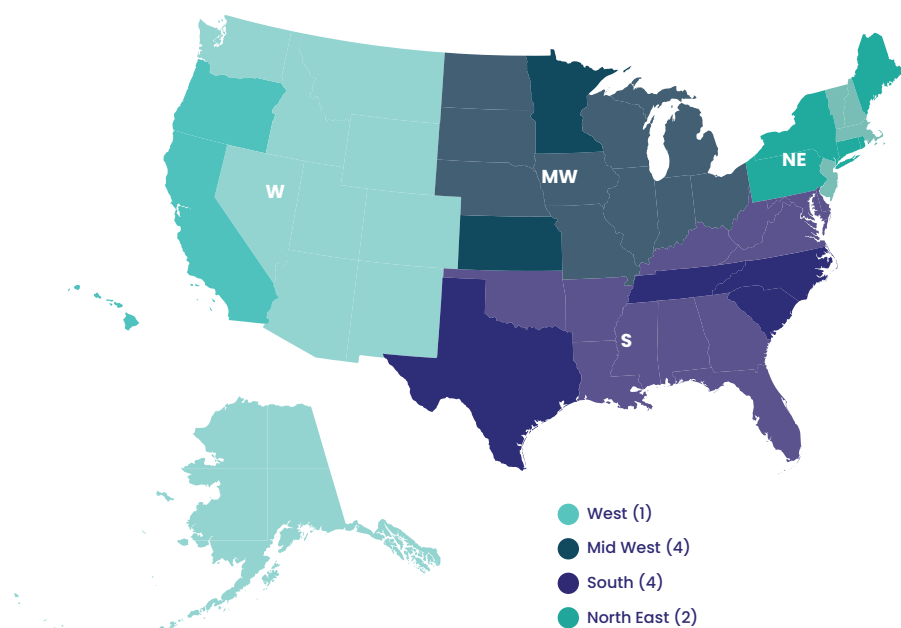 NE
MW
W
S
West (1)
Mid West (4)
South (4)
North East (2)